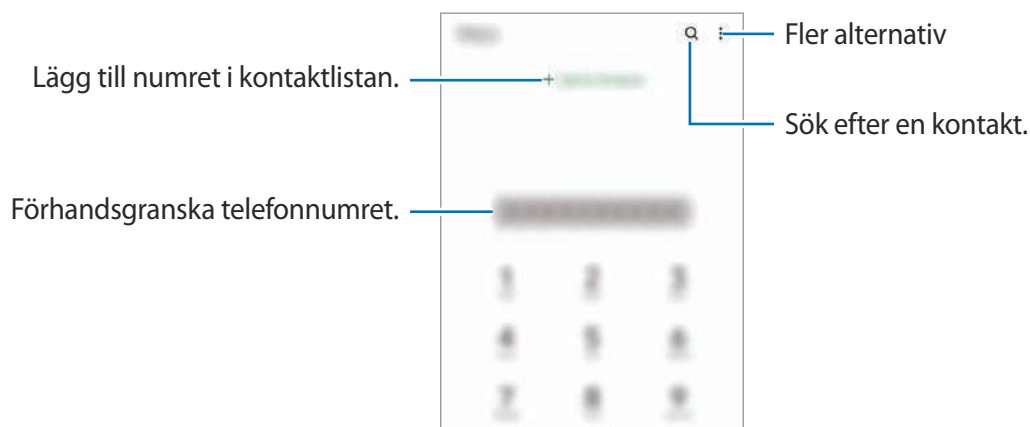 Fler alternativ
Lägg till numret i kontaktlistan.
+
Sök efter en kontakt.
Förhandsgranska telefonnumret.
1 2 3
4 5 6
7 8 9